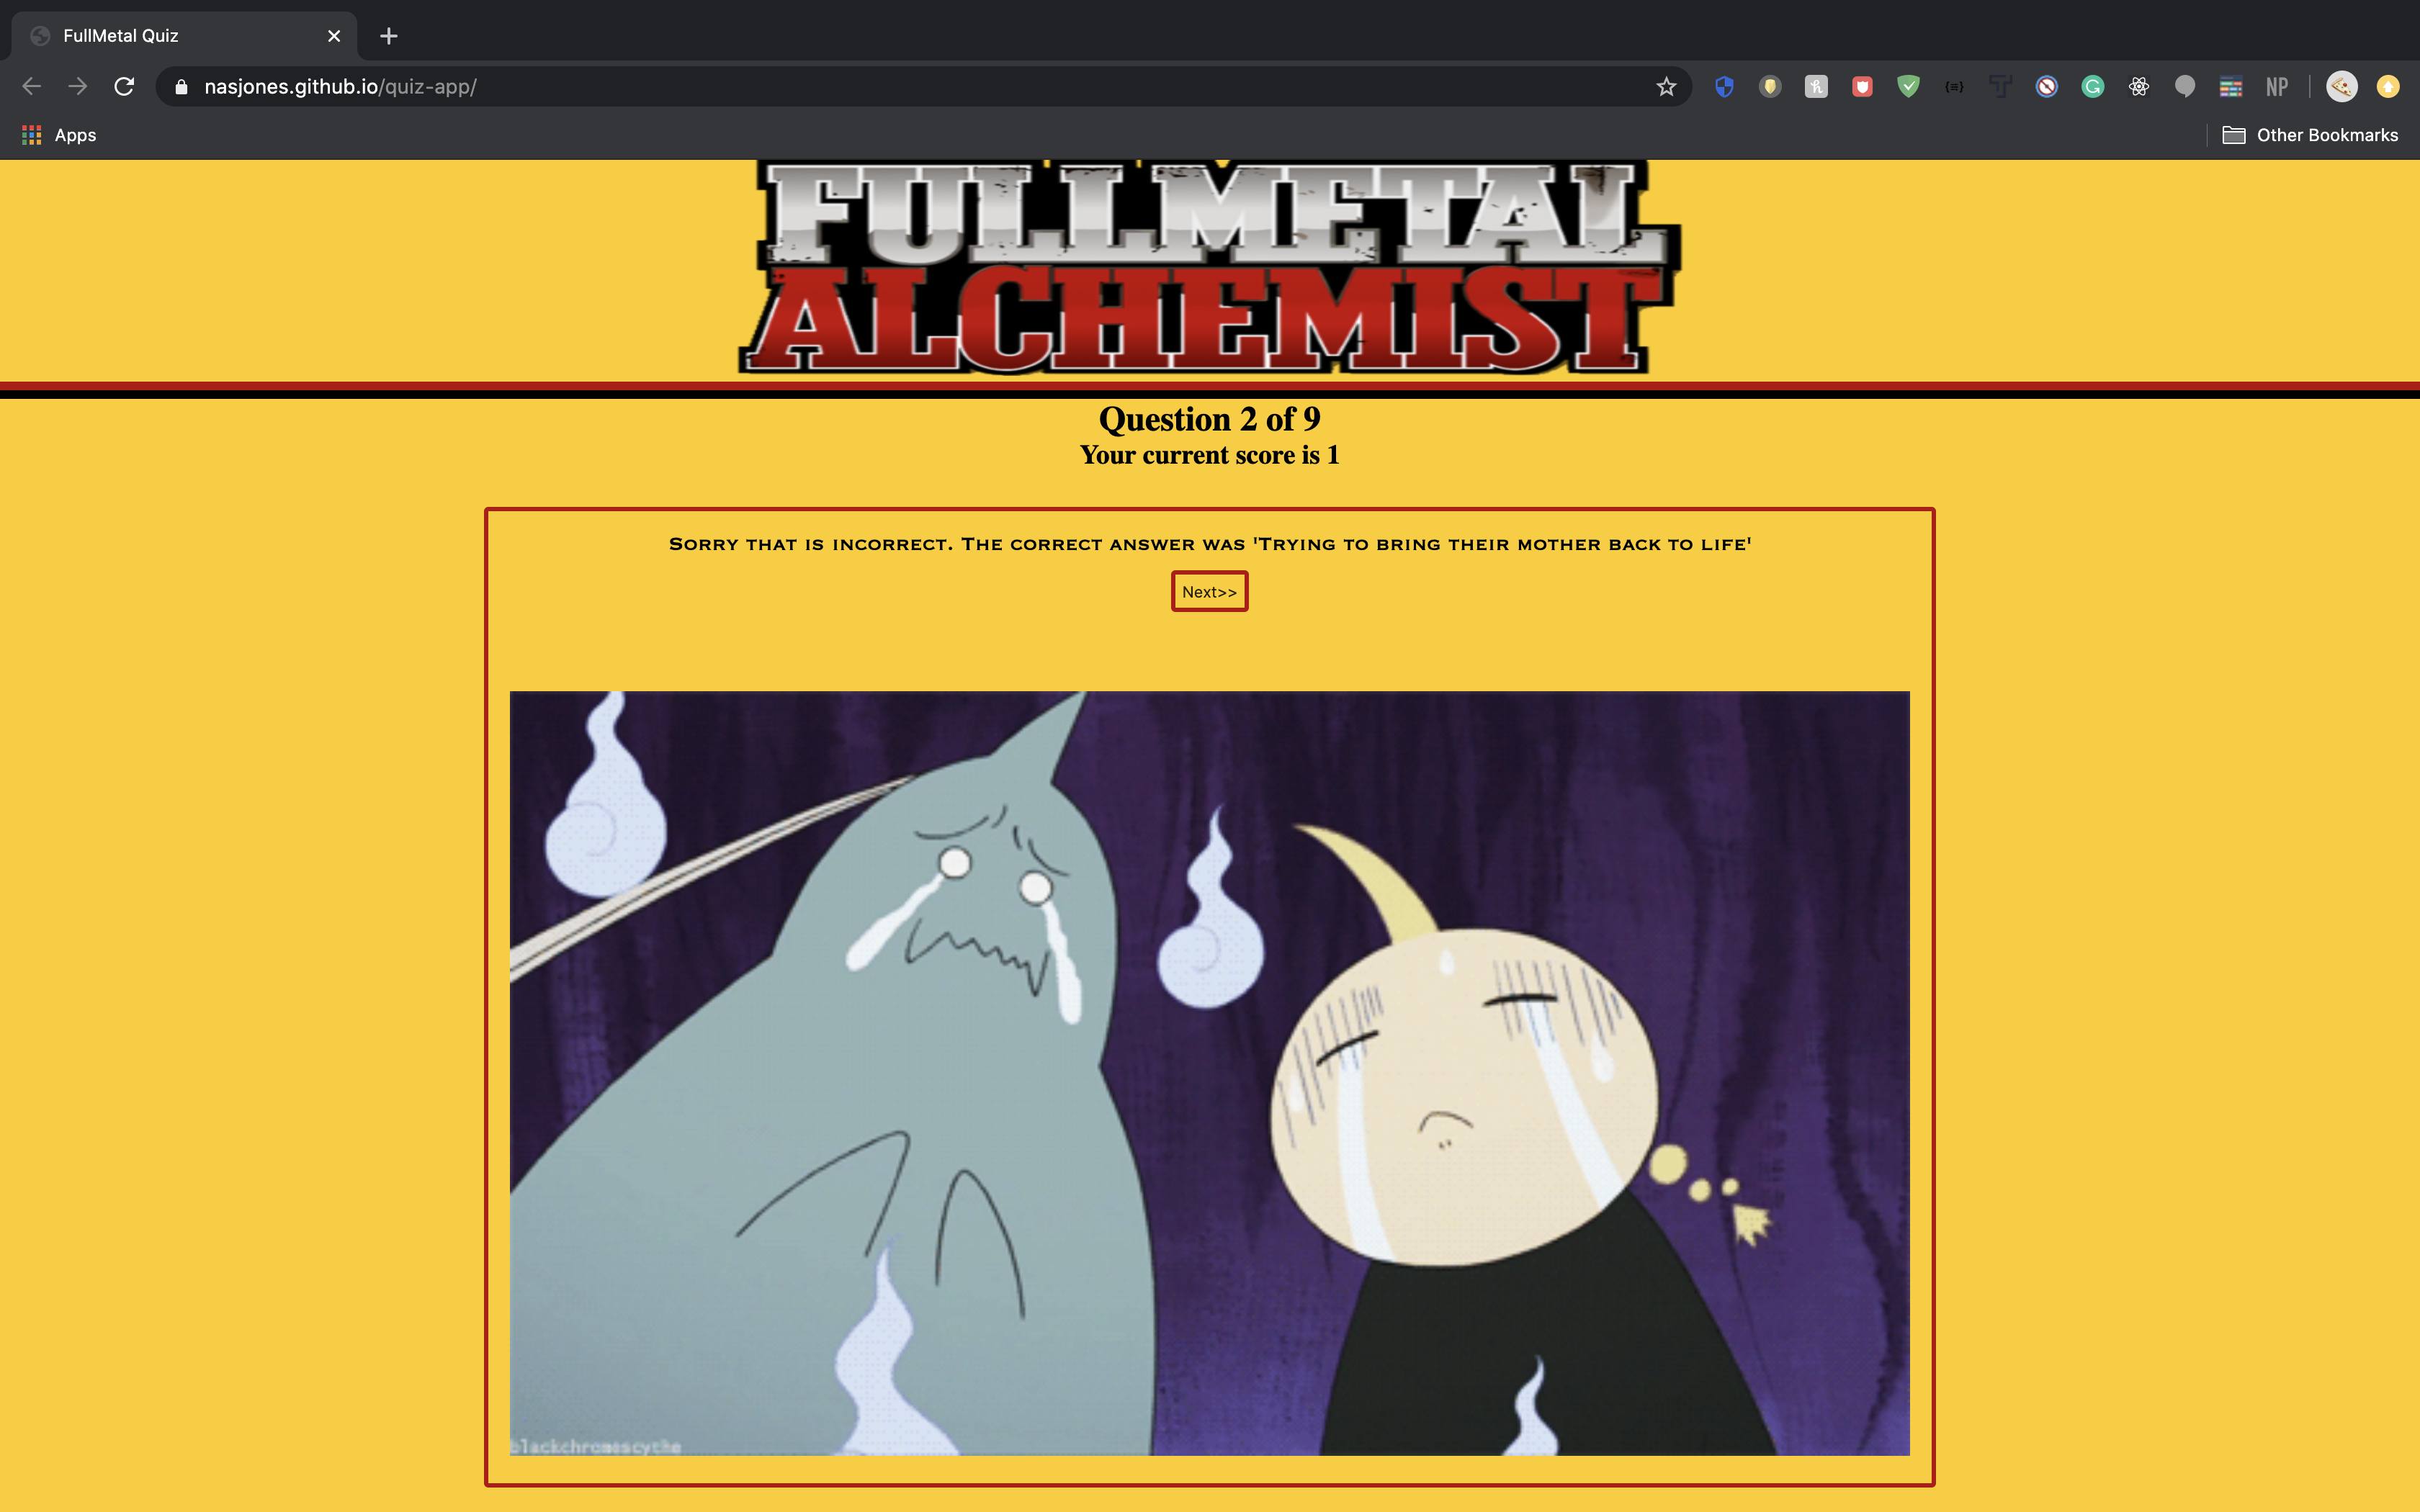 FullMetal Quiz
nasjones.github.io/quiz-app/
NP
Apps
Other Bookmarks
FULLMETAL
ALCHEMIST
Question 2 of 9
Your current score is 1
Sorry that is incorrect. The correct answer was 'Trying to bring their mother back to life'
Next>>
blackchromescythe